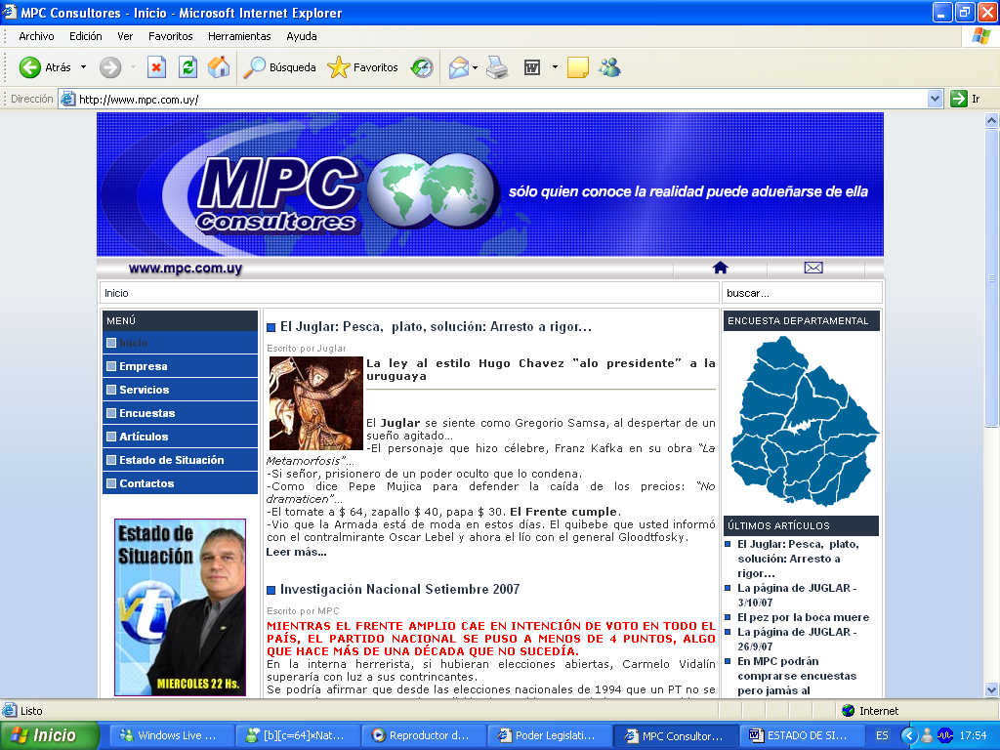 MPC Consultores - Inicio - Microsoft Internet Explorer
Archivo Edición Ver Favoritos Herramientas Ayuda
Atrás Búsqueda Favoritos
Dirección http://www.mpc.com.uy/ Ir
MPC
Consultores
sólo quien conoce la realidad puede adueñarse de ella
www.mpc.com.uy
Inicio
buscar...
MENÚ
Inicio
Empresa
Servicios
Encuestas
Artículos
Estado de Situación
Contactos
Estado de
Situación
vtv
MIERCOLES 22 Hs.
El Juglar: Pesca, plato, solución: Arresto a rigor...
Escrito por Juglar
La ley al estilo Hugo Chavez “alo presidente” a la
uruguaya
El Juglar se siente como Gregorio Samsa, al despertar de un
sueño agitado...
-El personaje que hizo célebre, Franz Kafka en su obra “La
Metamorfosis”...
-Si señor, prisionero de un poder oculto que lo condena.
-Como dice Pepe Mujica para defender la caída de los precios: “No
dramaticen”...
-El tomate a $ 64, zapallo $ 40, papa $ 30. El Frente cumple.
-Vio que la Armada está de moda en estos días. El quibebe que usted informó
con el contralmirante Oscar Lebel y ahora el lío con el general Gloodtfosky.
Leer más...
Investigación Nacional Setiembre 2007
Escrito por MPC
MIENTRAS EL FRENTE AMPLIO CAE EN INTENCIÓN DE VOTO EN TODO EL
PAÍS, EL PARTIDO NACIONAL SE PUSO A MENOS DE 4 PUNTOS, ALGO
QUE HACE MÁS DE UNA DÉCADA QUE NO SUCEDÍA.
En la interna herrerista, si hubieran elecciones abiertas, Carmelo Vidalín
superaría con luz a sus contrincantes.
Se podría afirmar que desde las elecciones nacionales de 1994 que un PT no se
ENCUESTA DEPARTAMENTAL
ÚLTIMOS ARTÍCULOS
El Juglar: Pesca, plato,
solución: Arresto a
rigor...
La página de JUGLAR -
3/10/07
El pez por la boca muere
La página de JUGLAR -
26/9/07
En MPC podrán
comprarse encuestas
pero jamás al
Listo Internet
Inicio Windows Live ... [b][c=64]×Nat... Reproductor d... Poder Legislati... MPC Consultor... ESTADO DE SI... ES 17:54